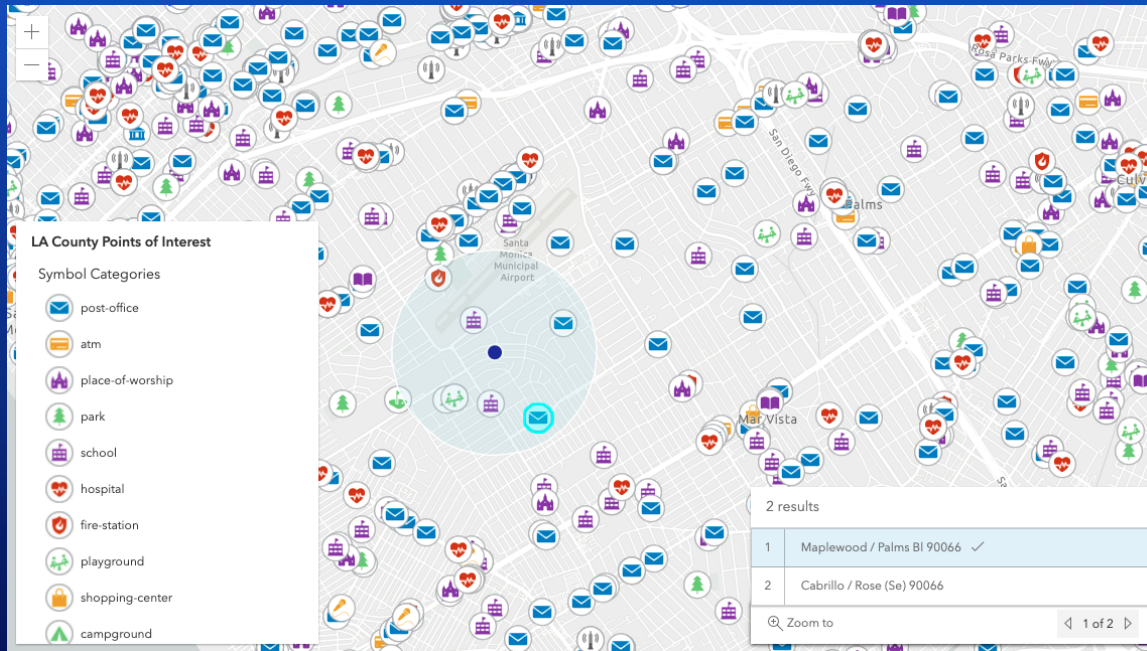 +
Rosa Parks Fwy
−
San Diego Fwy
Culv
Palms
LA County Points of Interest
Santa
Monica
Municipal
Airport
Symbol Categories
post-office
atm
place-of-worship
Mar Vista
park
school
hospital
2 results
fire-station
1 Maplewood / Palms Bl 90066 ✓
playground
2 Cabrillo / Rose (Se) 90066
shopping-center
Zoom to
1 of 2
campground